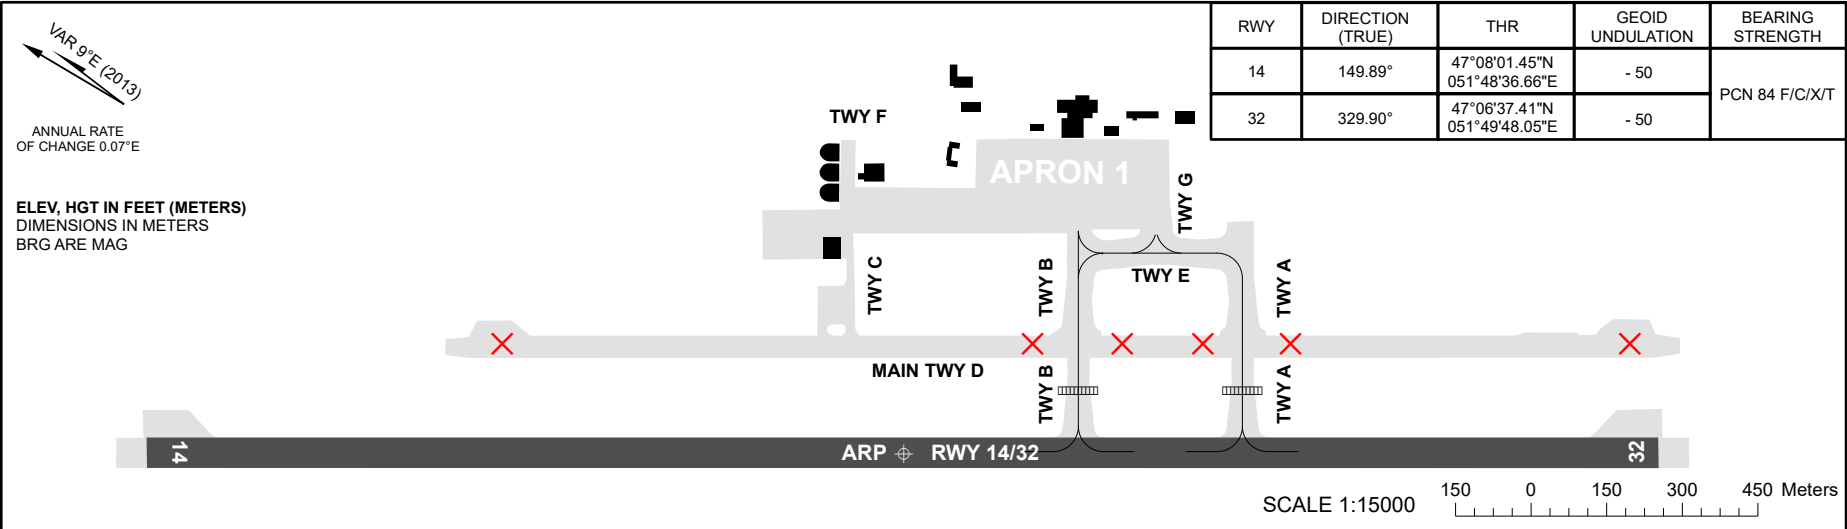 VAR 9°E (2013)
ANNUAL RATE
OF CHANGE 0.07°E
ELEV, HGT IN FEET (METERS)
DIMENSIONS IN METERS
BRG ARE MAG
RWY
DIRECTION
(TRUE)
THR
GEOID
UNDULATION
BEARING
STRENGTH
14
149.89°
47°08'01.45"N
051°48'36.66"E
- 50
PCN 84 F/C/X/T
32
329.90°
47°06'37.41"N
051°49'48.05"E
- 50
TWY F
APRON 1
TWY G
TWY C
TWY B
TWY E
TWY A
MAIN TWY D
TWY B
TWY A
14
ARP RWY 14/32
32
SCALE 1:15000
150 0 150 300 450 Meters